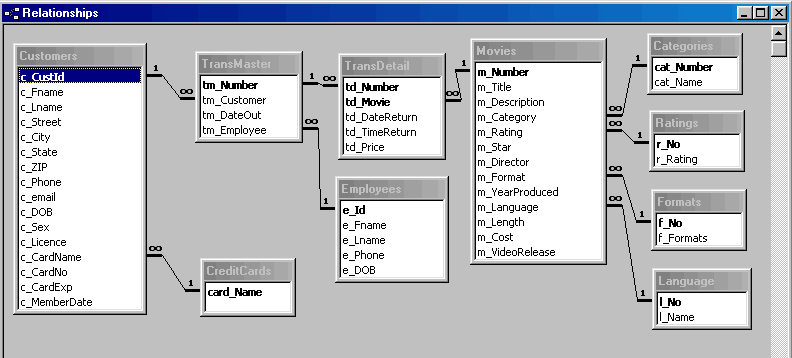 Relationships
Customers
c_CustId
c_Fname
c_Lname
c_Street
c_City
c_State
c_ZIP
c_Phone
c_email
c_DOB
c_Sex
c_Licence
c_CardName
c_CardNo
c_CardExp
c_MemberDate
1
∞
TransMaster
tm_Number
tm_Customer
tm_DateOut
tm_Employee
1
∞
TransDetail
td_Number
td_Movie
td_DateReturn
td_TimeReturn
td_Price
∞
1
Employees
e_Id
e_Fname
e_Lname
e_Phone
e_DOB
∞
1
CreditCards
card_Name
∞
1
Movies
m_Number
m_Title
m_Description
m_Category
m_Rating
m_Star
m_Director
m_Format
m_YearProduced
m_Language
m_Length
m_Cost
m_VideoRelease
∞
1
Categories
cat_Number
cat_Name
∞
1
Ratings
r_No
r_Rating
∞
1
Formats
f_No
f_Formats
∞
1
Language
l_No
l_Name